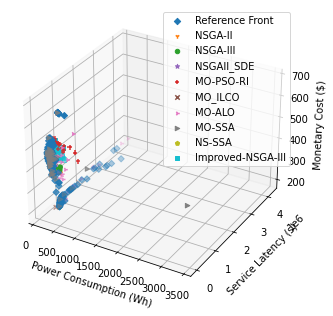 Reference Front
NSGA-II
NSGA-III
NSGAII_SDE
MO-PSO-RI
MO_ILCO
MO-ALO
MO-SSA
NS-SSA
Improved-NSGA-III
700
600
500
400
300
200
Monetary Cost ($)
0
500
1000
1500
2000
2500
3000
3500
Power Consumption (Wh)
0
1
2
3
4
1e6
Service Latency (S)